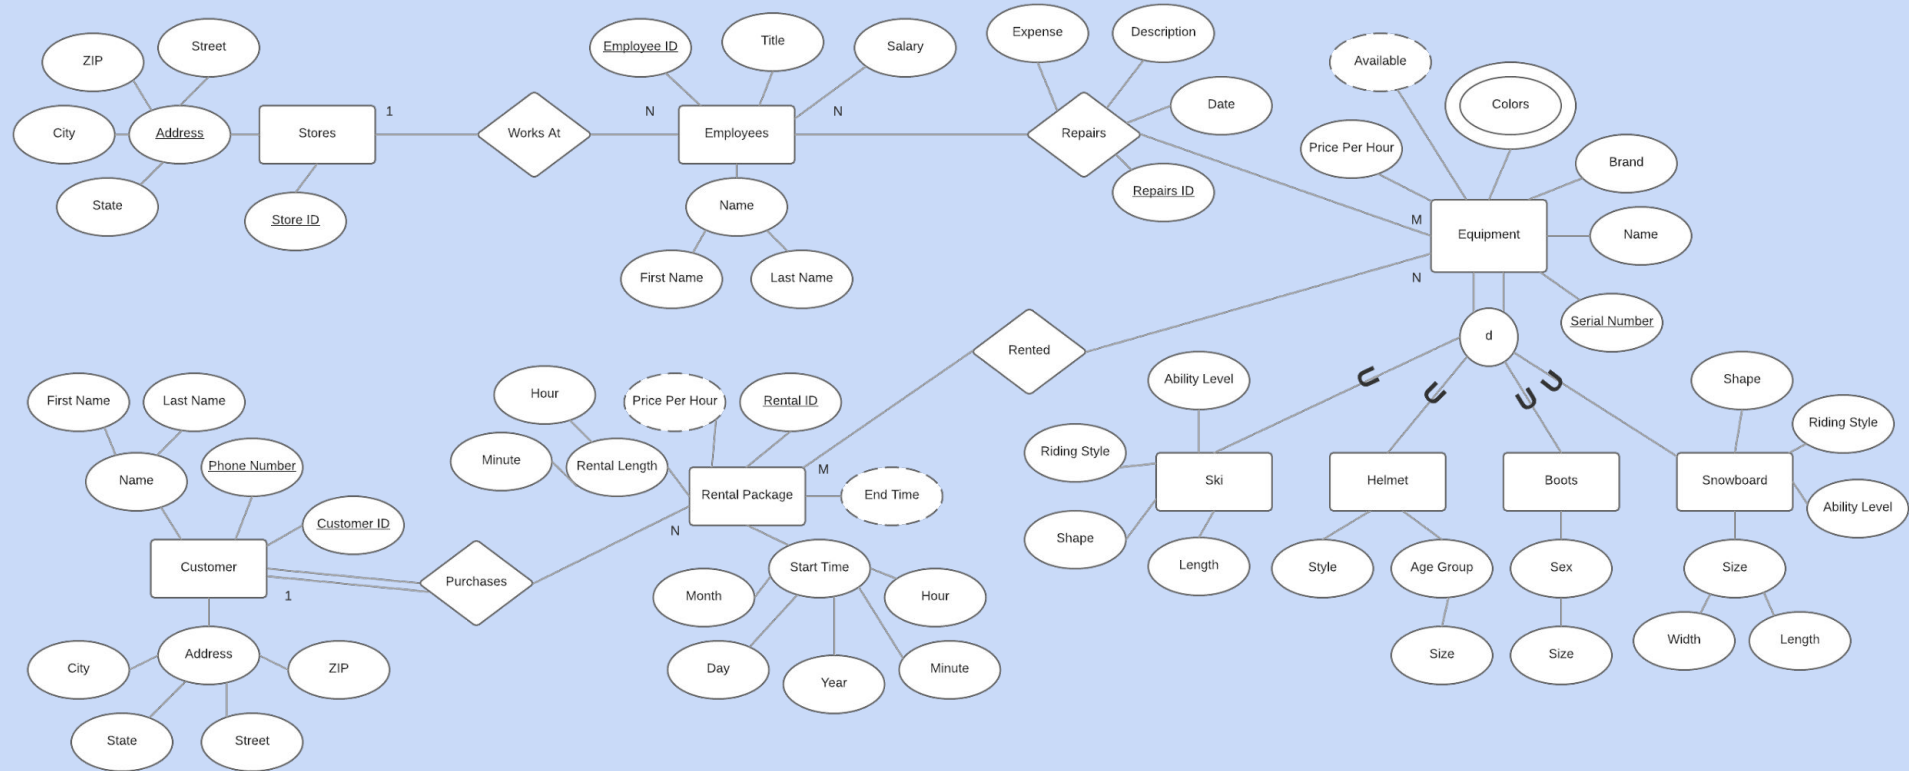 Street
ZIP
City
Address
State
Stores
Store ID
1
Works At
N
Employee ID
Title
Salary
Employees
N
Name
First Name
Last Name
Expense
Description
Date
Repairs
Repairs ID
Available
Colors
Price Per Hour
Brand
M
Equipment
Name
N
Serial Number
d
Rented
First Name
Last Name
Name
Phone Number
Customer ID
Customer
1
Address
City
ZIP
State
Street
Purchases
Hour
Price Per Hour
Rental ID
Minute
Rental Length
M
Rental Package
End Time
N
Start Time
Month
Hour
Day
Year
Minute
Ability Level
Riding Style
Ski
Shape
Length
Helmet
Style
Age Group
Size
Boots
Sex
Size
Shape
Riding Style
Snowboard
Ability Level
Size
Width
Length